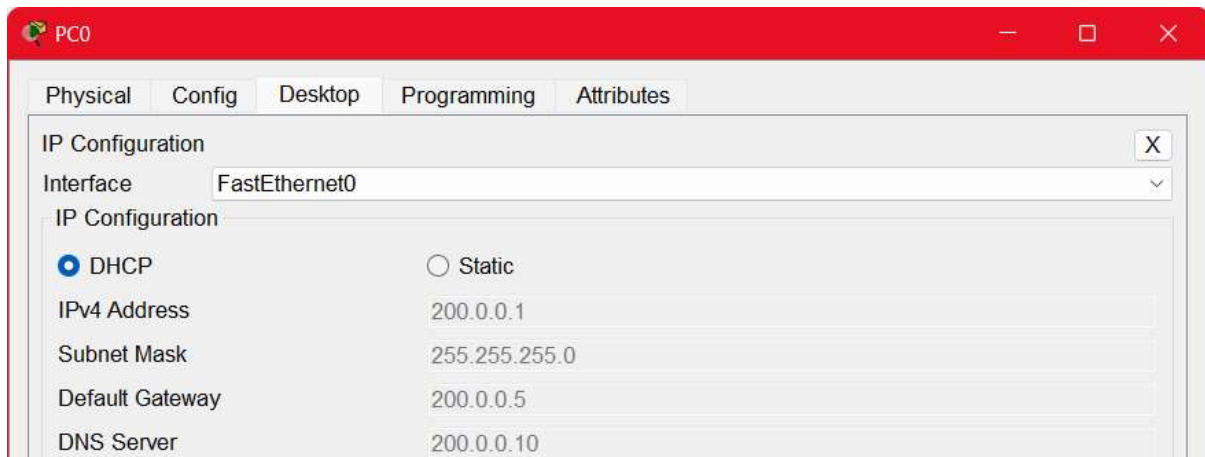 PC0
Physical Config Desktop Programming Attributes
IP Configuration X
Interface FastEthernet0
IP Configuration
DHCP Static
IPv4 Address 200.0.0.1
Subnet Mask 255.255.255.0
Default Gateway 200.0.0.5
DNS Server 200.0.0.10